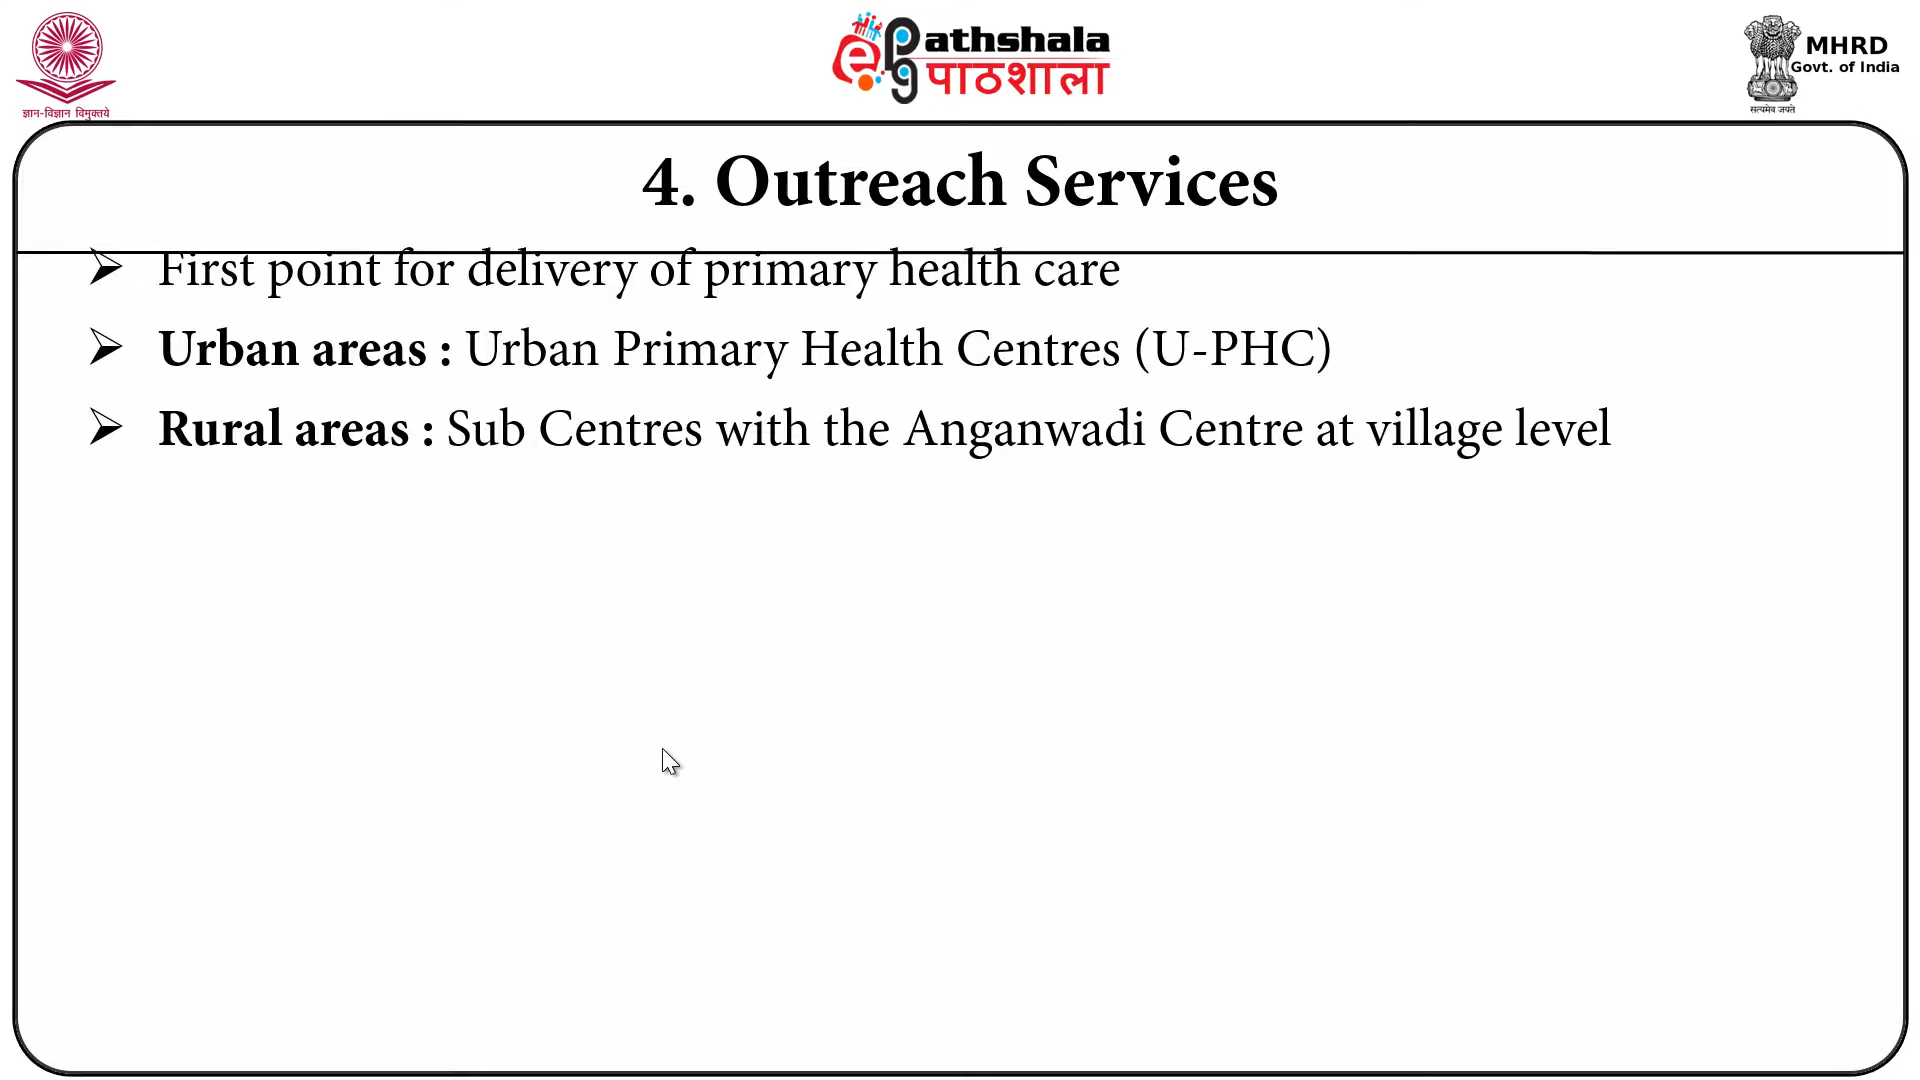 ज्ञान-विज्ञान विमुक्तये
ePathshala
पाठशाला
MHRD
Govt. of India
सत्यमेव जयते
4. Outreach Services
➢ First point for delivery of primary health care
➢ Urban areas : Urban Primary Health Centres (U-PHC)
➢ Rural areas : Sub Centres with the Anganwadi Centre at village level